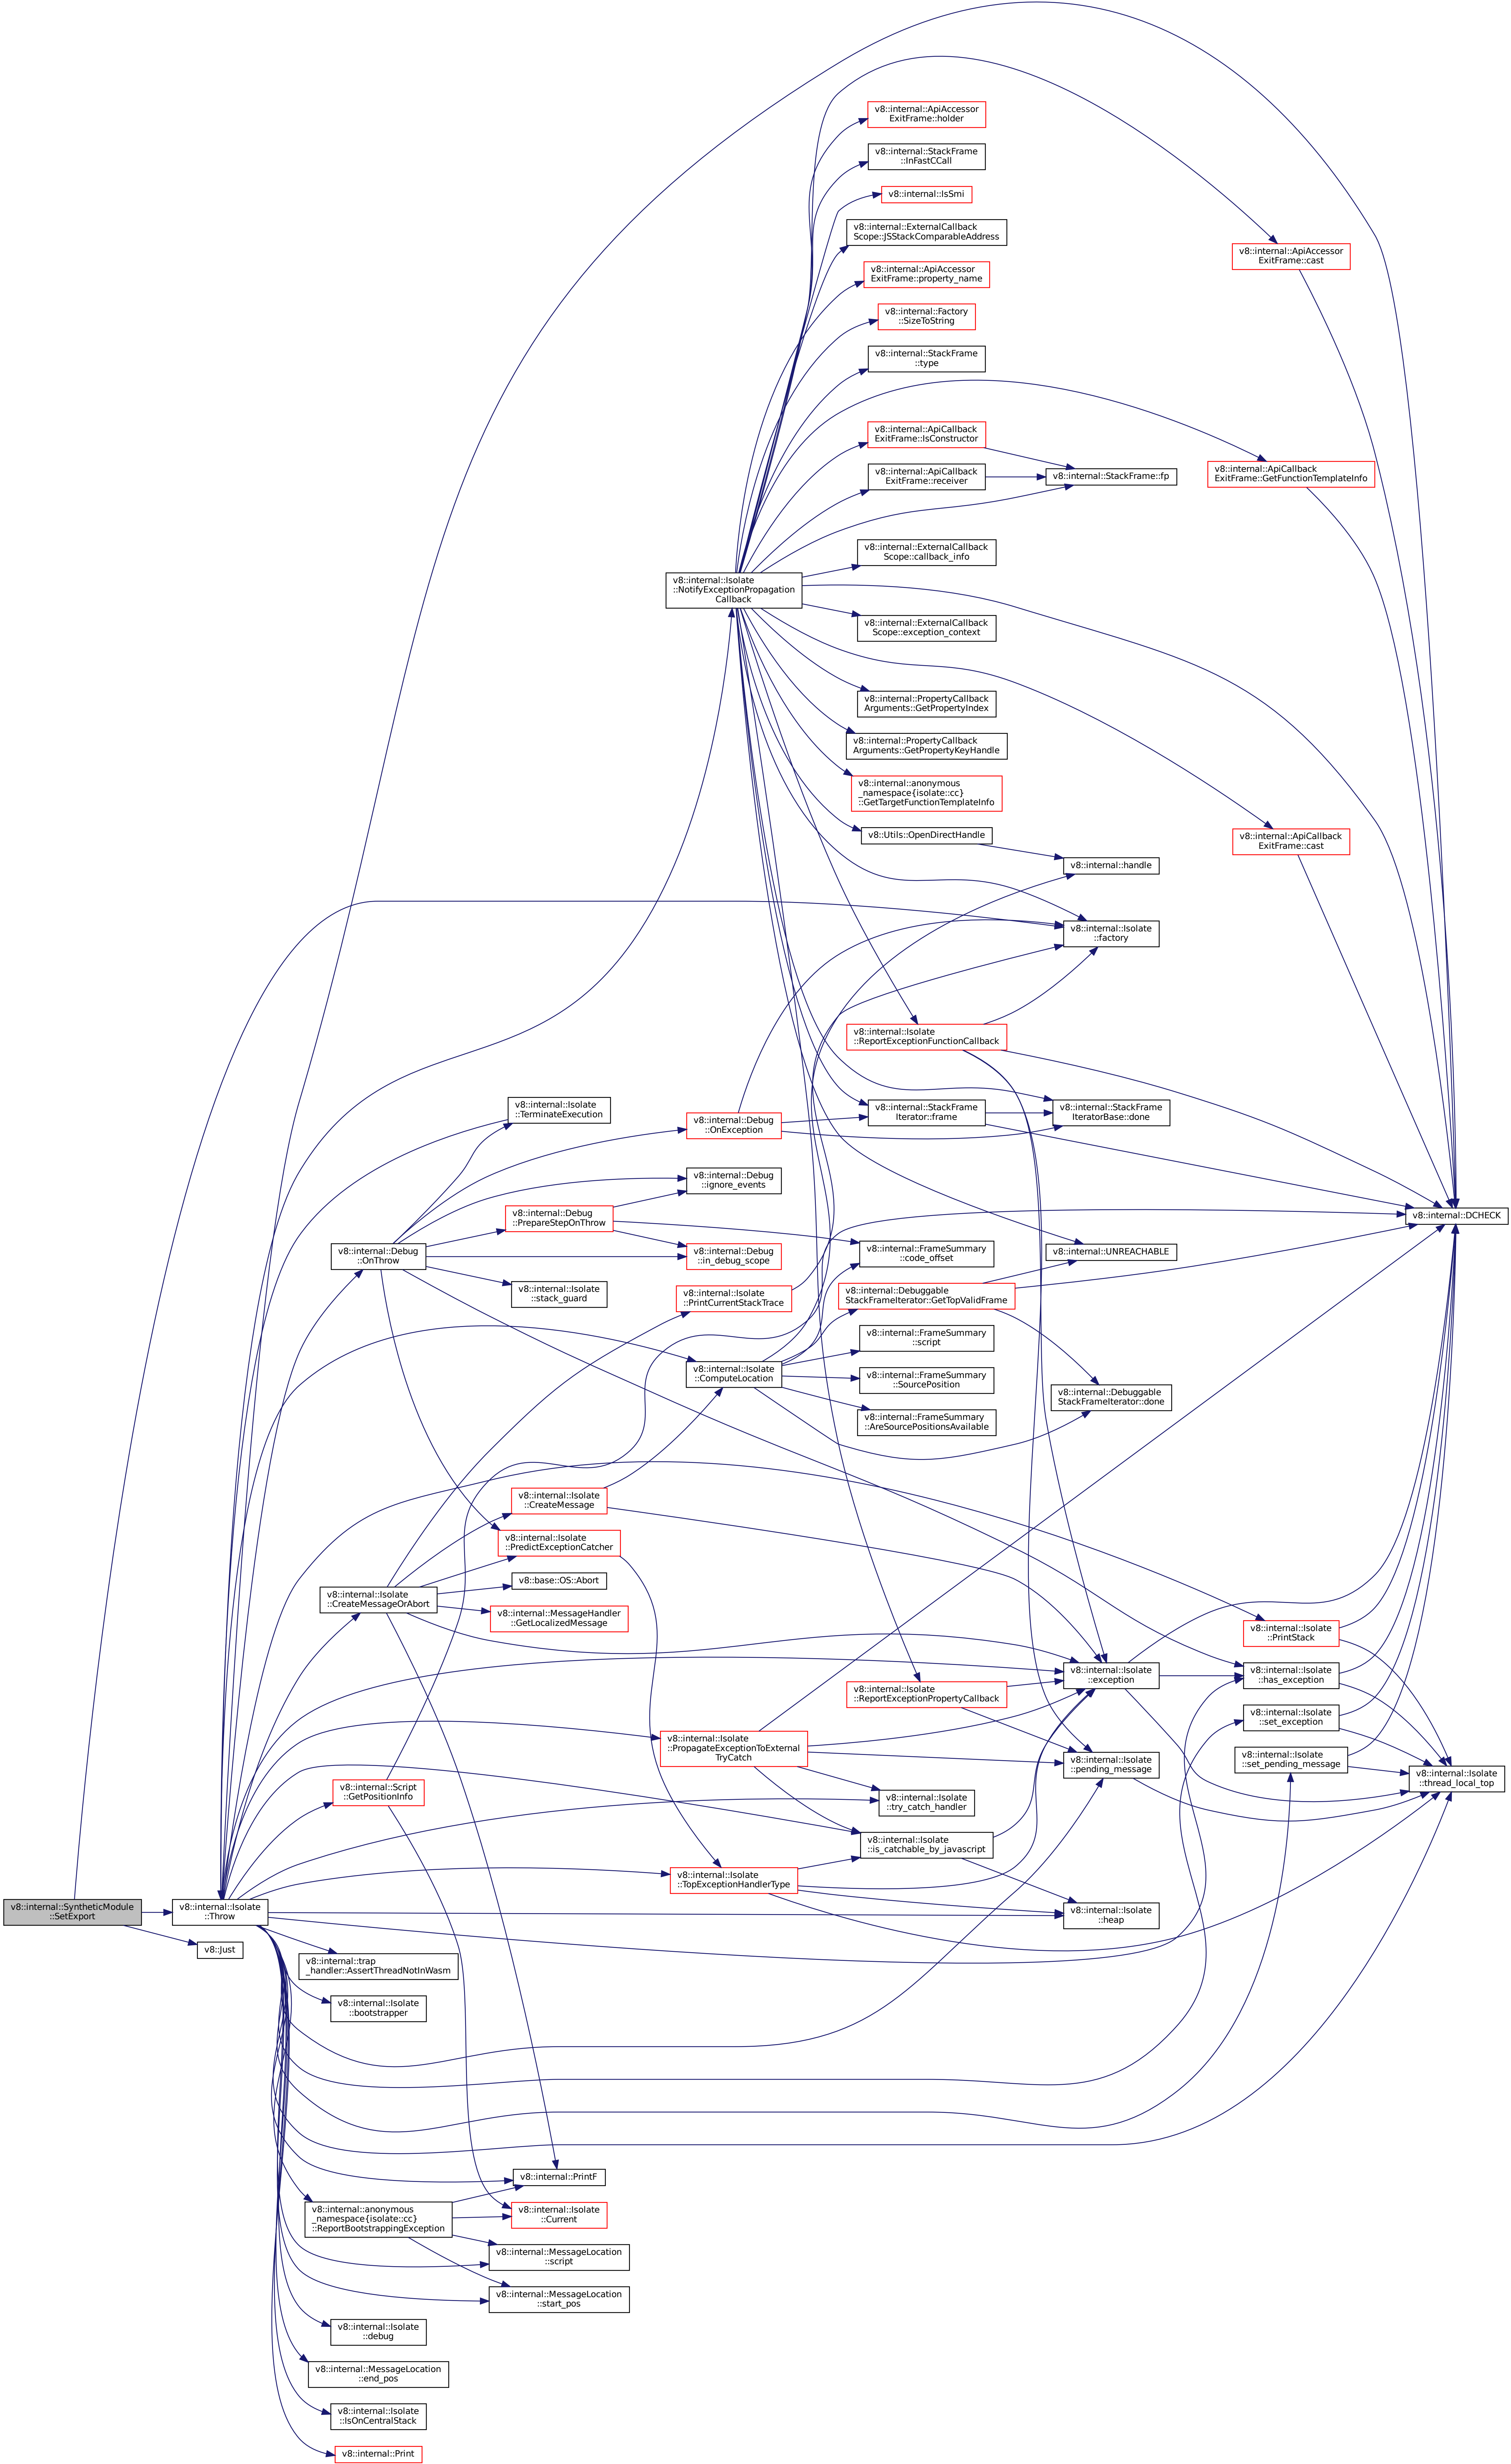 v8::internal::ApiAccessor
ExitFrame::holder
v8::internal::StackFrame
::InFastCCall
v8::internal::IsSmi
v8::internal::ExternalCallback
Scope::JSStackComparableAddress
v8::internal::ApiAccessor
ExitFrame::cast
v8::internal::ApiAccessor
ExitFrame::property_name
v8::internal::Factory
::SizeToString
v8::internal::StackFrame
::type
v8::internal::ApiCallback
ExitFrame::IsConstructor
v8::internal::ApiCallback
ExitFrame::receiver
v8::internal::StackFrame::fp
v8::internal::ApiCallback
ExitFrame::GetFunctionTemplateInfo
v8::internal::ExternalCallback
Scope::callback_info
v8::internal::Isolate
::NotifyExceptionPropagation
Callback
v8::internal::ExternalCallback
Scope::exception_context
v8::internal::PropertyCallback
Arguments::GetPropertyIndex
v8::internal::PropertyCallback
Arguments::GetPropertyKeyHandle
v8::internal::anonymous
_namespace{isolate::cc}
::GetTargetFunctionTemplateInfo
v8::Utils::OpenDirectHandle
v8::internal::ApiCallback
ExitFrame::cast
v8::internal::handle
v8::internal::Isolate
::factory
v8::internal::Isolate
::ReportExceptionFunctionCallback
v8::internal::Isolate
::TerminateExecution
v8::internal::Debug
::OnException
v8::internal::StackFrame
Iterator::frame
v8::internal::StackFrame
IteratorBase::done
v8::internal::Debug
::ignore_events
v8::internal::Debug
::PrepareStepOnThrow
v8::internal::DCHECK
v8::internal::Debug
::OnThrow
v8::internal::Debug
::in_debug_scope
v8::internal::FrameSummary
::code_offset
v8::internal::UNREACHABLE
v8::internal::Isolate
::stack_guard
v8::internal::Isolate
::PrintCurrentStackTrace
v8::internal::Debuggable
StackFrameIterator::GetTopValidFrame
v8::internal::FrameSummary
::script
v8::internal::Isolate
::ComputeLocation
v8::internal::FrameSummary
::SourcePosition
v8::internal::Debuggable
StackFrameIterator::done
v8::internal::FrameSummary
::AreSourcePositionsAvailable
v8::internal::Isolate
::CreateMessage
v8::internal::Isolate
::PredictExceptionCatcher
v8::base::OS::Abort
v8::internal::Isolate
::CreateMessageOrAbort
v8::internal::MessageHandler
::GetLocalizedMessage
v8::internal::Isolate
::PrintStack
v8::internal::Isolate
::exception
v8::internal::Isolate
::has_exception
v8::internal::Isolate
::ReportExceptionPropertyCallback
v8::internal::Isolate
::set_exception
v8::internal::Isolate
::PropagateExceptionToExternal
TryCatch
v8::internal::Isolate
::pending_message
v8::internal::Isolate
::set_pending_message
v8::internal::Isolate
::thread_local_top
v8::internal::Script
::GetPositionInfo
v8::internal::Isolate
::try_catch_handler
v8::internal::Isolate
::is_catchable_by_javascript
v8::internal::Isolate
::TopExceptionHandlerType
v8::internal::SyntheticModule
::SetExport
v8::internal::Isolate
::Throw
v8::internal::Isolate
::heap
v8::Just
v8::internal::trap
_handler::AssertThreadNotInWasm
v8::internal::Isolate
::bootstrapper
v8::internal::PrintF
v8::internal::anonymous
_namespace{isolate::cc}
::ReportBootstrappingException
v8::internal::Isolate
::Current
v8::internal::MessageLocation
::script
v8::internal::MessageLocation
::start_pos
v8::internal::Isolate
::debug
v8::internal::MessageLocation
::end_pos
v8::internal::Isolate
::IsOnCentralStack
v8::internal::Print